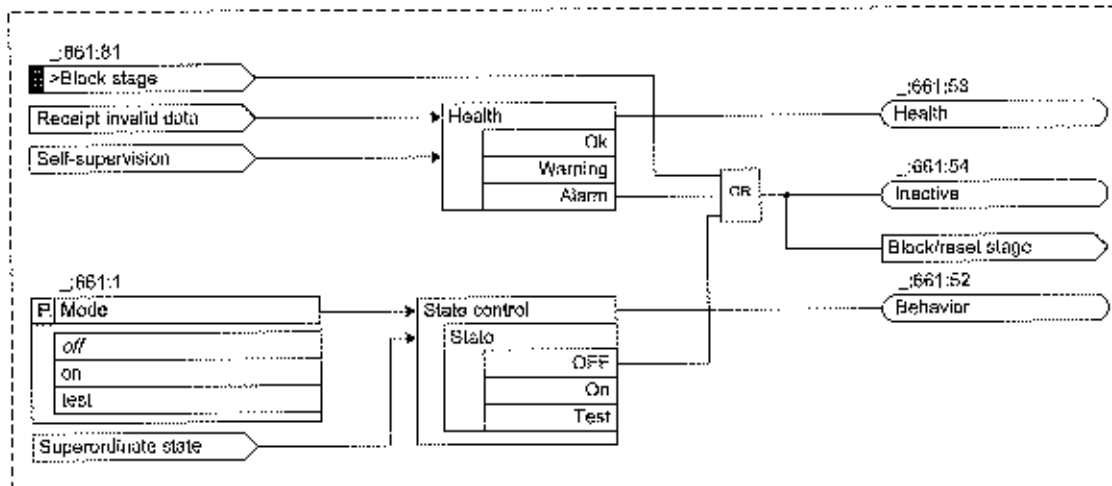 _:661:81
>Block stage
Receipt invalid data
Self-supervision
Health
Ok
Warning
Alarm
OR
_:661:53
Health
_:661:54
Inactive
Block/reset stage
_:661:52
Behavior
_:661:1
P. Mode
off
on
test
Superordinate state
State control
State
OFF
On
Test